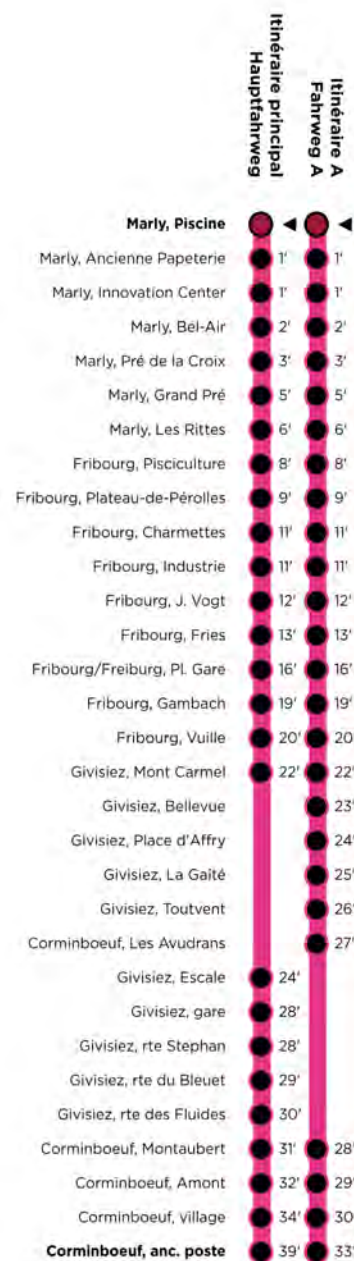 Itinéraire principal
Hauptfahrweg
Itinéraire A
Fahrweg A
Marly, Piscine
Marly, Ancienne Papeterie 1' 1'
Marly, Innovation Center 1' 1'
Marly, Bel-Air 2' 2'
Marly, Pré de la Croix 3' 3'
Marly, Grand Pré 5' 5'
Marly, Les Rittes 6' 6'
Fribourg, Pisciculture 8' 8'
Fribourg, Plateau-de-Pérolles 9' 9'
Fribourg, Charmettes 11' 11'
Fribourg, Industrie 11' 11'
Fribourg, J. Vogt 12' 12'
Fribourg, Fries 13' 13'
Fribourg/Freiburg, Pl. Gare 16' 16'
Fribourg, Gambach 19' 19'
Fribourg, Vuille 20' 20
Givisiez, Mont Carmel 22' 22'
Givisiez, Bellevue 23'
Givisiez, Place d'Affry 24'
Givisiez, La Gaîté 25'
Givisiez, Toutvent 26'
Corminboeuf, Les Avudrans 27'
Givisiez, Escale 24'
Givisiez, gare 28'
Givisiez, rte Stephan 28'
Givisiez, rte du Bleuet 29'
Givisiez, rte des Fluides 30'
Corminboeuf, Montaubert 31' 28'
Corminboeuf, Amont 32' 29'
Corminboeuf, village 34' 30
Corminboeuf, anc. poste 39' 33'